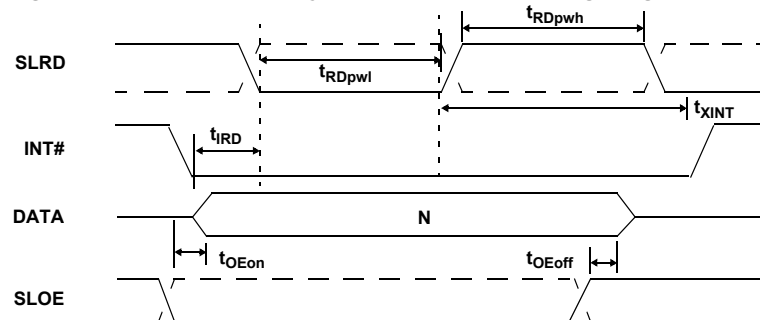 tRDpwh
SLRD
tRDpwl
tXINT
INT#
tIRD
DATA
N
tOEon
tOEoff
SLOE